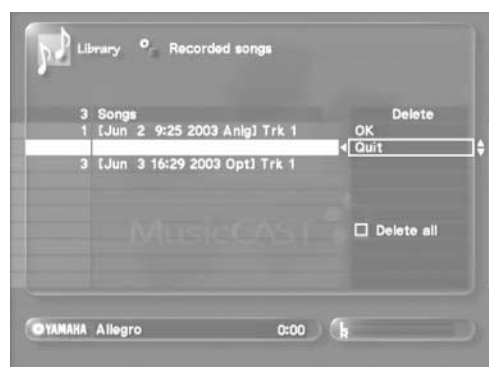 Library Recorded songs
3 Songs
1 [Jun 2 9:25 2003 Anlg] Trk 1
3 [Jun 3 16:29 2003 Opt] Trk 1
Delete
OK
Quit
Delete all
MusicCAST
YAMAHA Allegro 0:00